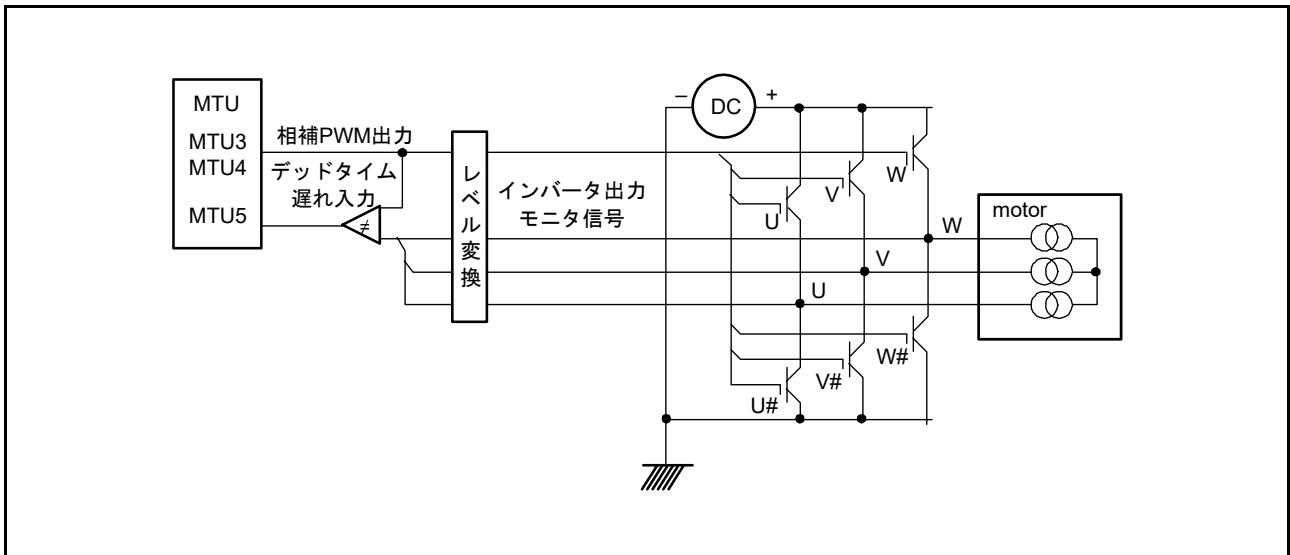 MTU
MTU3
MTU4
MTU5
相補PWM出力
デッドタイム
遅れ入力
≠
レベル変換
インバータ出力
モニタ信号
– DC +
U
V
W
W
V
U
U#
V#
W#
motor